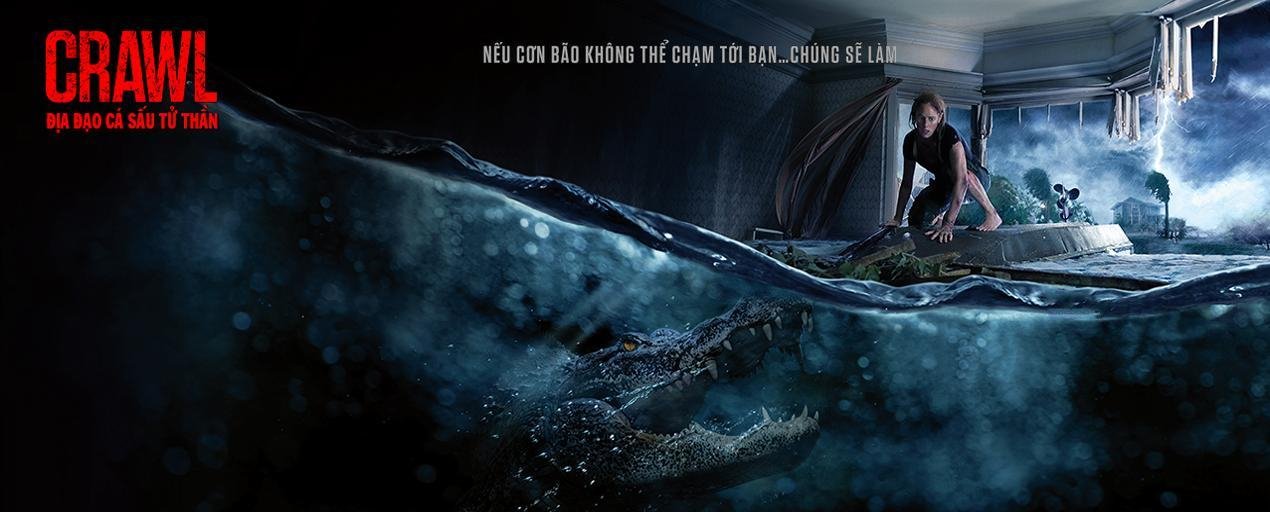 CRAWL
ĐỊA ĐẠO CÁ SẤU TỬ THẦN
NẾU CƠN BÃO KHÔNG THỂ CHẠM TỚI BẠN...CHÚNG SẼ LÀM